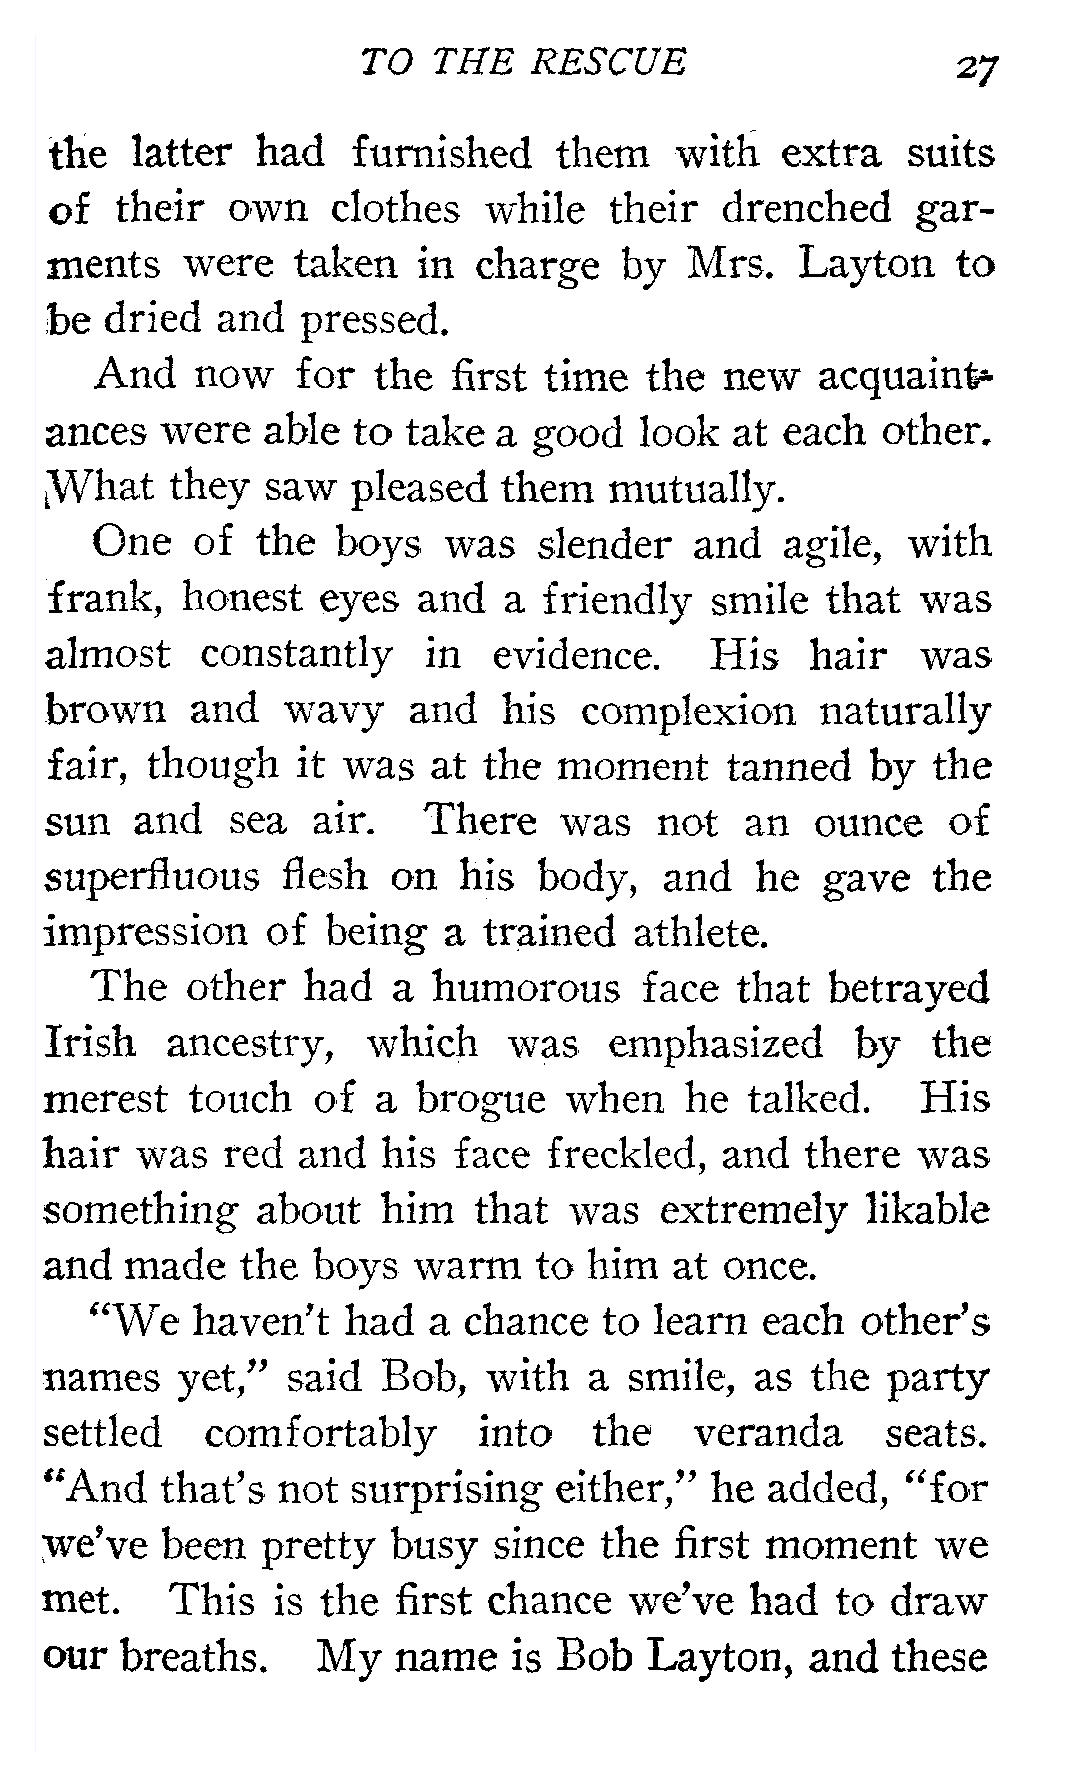 TO THE RESCUE 27
the latter had furnished them with extra suits
of their own clothes while their drenched gar-
ments were taken in charge by Mrs. Layton to
be dried and pressed.
And now for the first time the new acquaint-
ances were able to take a good look at each other.
What they saw pleased them mutually.
One of the boys was slender and agile, with
frank, honest eyes and a friendly smile that was
almost constantly in evidence. His hair was
brown and wavy and his complexion naturally
fair, though it was at the moment tanned by the
sun and sea air. There was not an ounce of
superfluous flesh on his body, and he gave the
impression of being a trained athlete.
The other had a humorous face that betrayed
Irish ancestry, which was emphasized by the
merest touch of a brogue when he talked. His
hair was red and his face freckled, and there was
something about him that was extremely likable
and made the boys warm to him at once.
"We haven't had a chance to learn each other's
names yet," said Bob, with a smile, as the party
settled comfortably into the veranda seats.
"And that's not surprising either," he added, "for
we've been pretty busy since the first moment we
met. This is the first chance we've had to draw
our breaths. My name is Bob Layton, and these